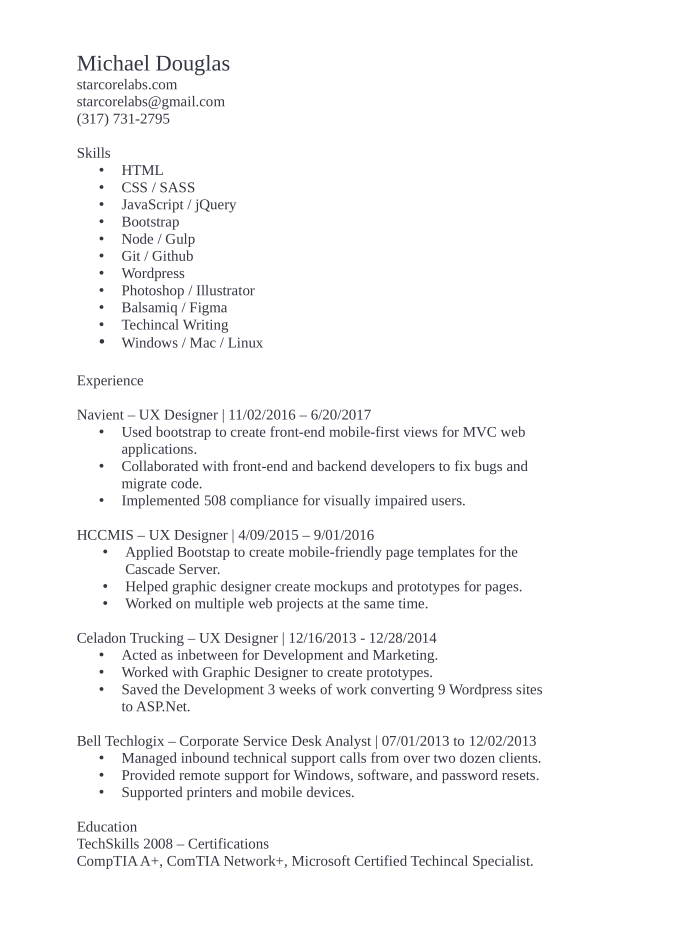 Michael Douglas
starcorelabs.com
starcorelabs@gmail.com
(317) 731-2795
Skills
• HTML
• CSS / SASS
• JavaScript / jQuery
• Bootstrap
• Node / Gulp
• Git / Github
• Wordpress
• Photoshop / Illustrator
• Balsamiq / Figma
• Techincal Writing
• Windows / Mac / Linux
Experience
Navient – UX Designer | 11/02/2016 – 6/20/2017
• Used bootstrap to create front-end mobile-first views for MVC web
applications.
• Collaborated with front-end and backend developers to fix bugs and
migrate code.
• Implemented 508 compliance for visually impaired users.
HCCMIS – UX Designer | 4/09/2015 – 9/01/2016
• Applied Bootstap to create mobile-friendly page templates for the
Cascade Server.
• Helped graphic designer create mockups and prototypes for pages.
• Worked on multiple web projects at the same time.
Celadon Trucking – UX Designer | 12/16/2013 - 12/28/2014
• Acted as inbetween for Development and Marketing.
• Worked with Graphic Designer to create prototypes.
• Saved the Development 3 weeks of work converting 9 Wordpress sites
to ASP.Net.
Bell Techlogix – Corporate Service Desk Analyst | 07/01/2013 to 12/02/2013
• Managed inbound technical support calls from over two dozen clients.
• Provided remote support for Windows, software, and password resets.
• Supported printers and mobile devices.
Education
TechSkills 2008 – Certifications
CompTIA A+, ComTIA Network+, Microsoft Certified Techincal Specialist.